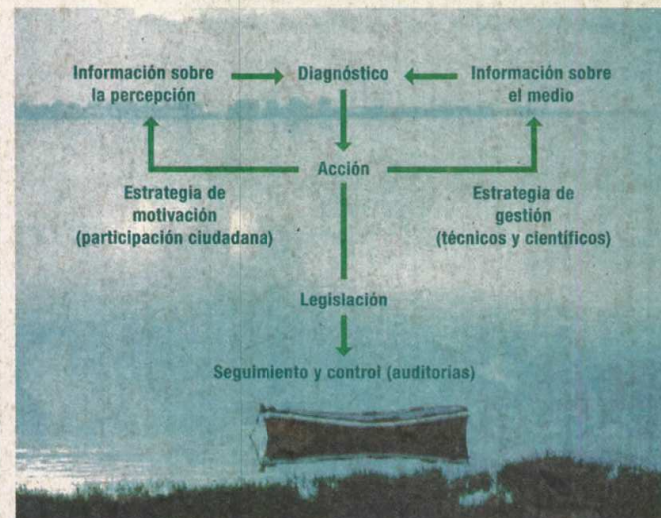 Información sobre
la percepción
Diagnóstico
Información sobre
el medio
Acción
Estrategia de
motivación
(participación ciudadana)
Estrategia de
gestión
(técnicos y científicos)
Legislación
Seguimiento y control (auditorías)